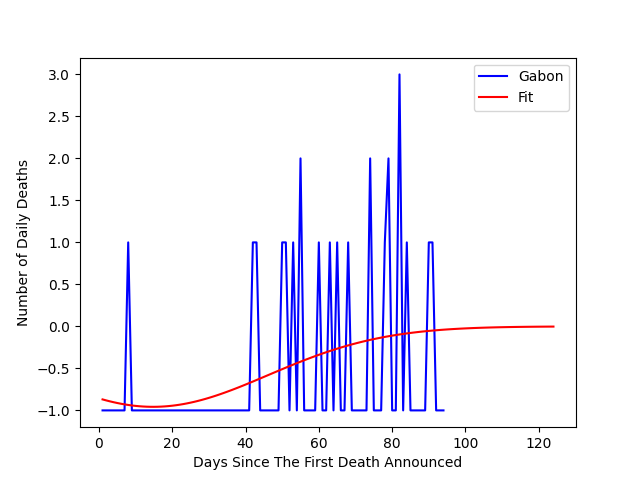 Gabon
Fit
3.0
2.5
2.0
1.5
1.0
0.5
0.0
−0.5
−1.0
Number of Daily Deaths
0 20 40 60 80 100 120
Days Since The First Death Announced